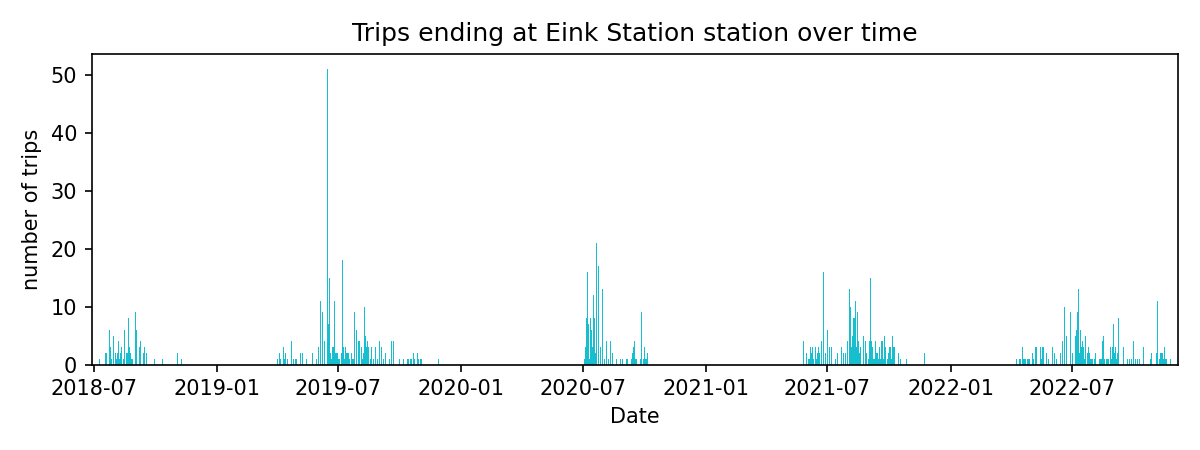 Trips ending at Eink Station station over time
number of trips
50
40
30
20
10
0
2018-07 2019-01 2019-07 2020-01 2020-07 2021-01 2021-07 2022-01 2022-07
Date